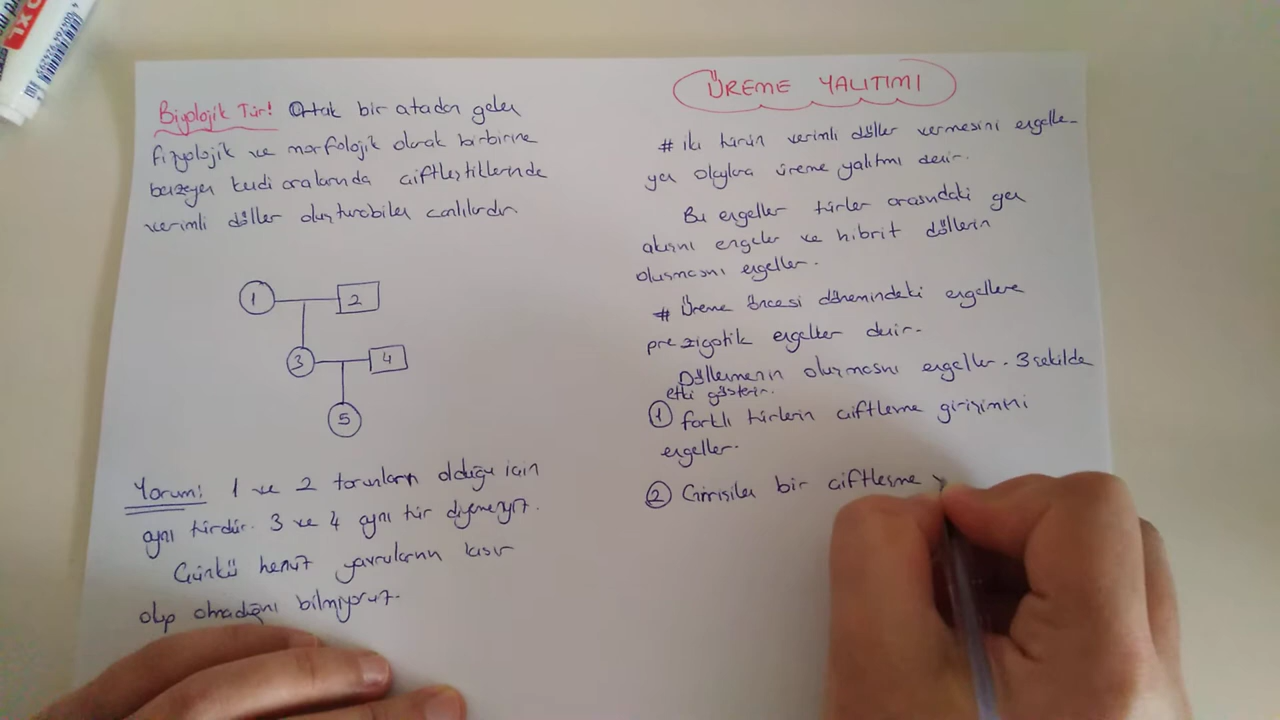 Biyolojik Tür! Ortak bir atadan gelen
fizyolojik ve morfolojik olarak birbirine
benzeyen kendi aralarında çiftleştiklerinde
verimli döller oluşturabilen canlılardır
1
2
3
4
5
Yorum! 1 ve 2 torunların olduğu için
aynı türdür. 3 ve 4 aynı tür diyemeyiz.
Çünkü henüz yavrularının kısır
olup olmadığını bilmiyoruz.
ÜREME YALITIMI
# iki türün verimli döller vermesini engelle-
yen olaylara üreme yalıtımı denir.
Bu engeller türler arasındaki gen
akışını engeller ve hibrit döllerin
oluşmasını engeller.
# Üreme öncesi dönemindeki engellere
prezigotik engeller denir.
Döllenmenin olurmasını engeller. 3 şekilde
etki gösterir.
1 farklı türlerin çiftleşme girişimini
engeller.
2 Girişilen bir çiftleşme